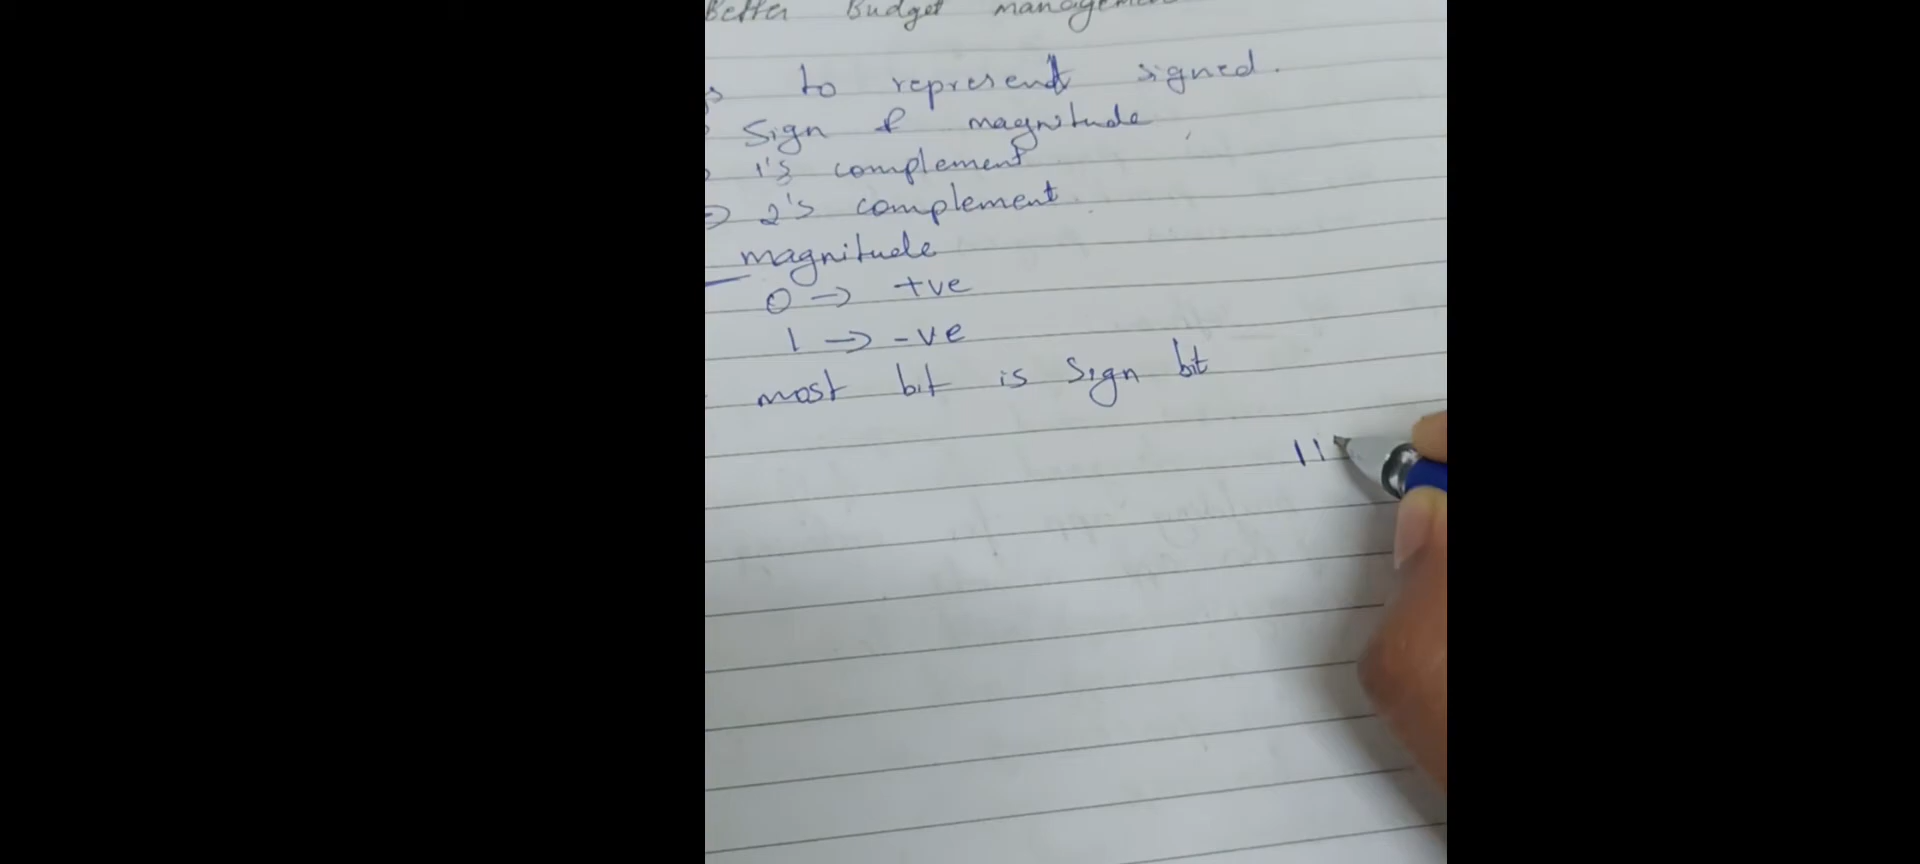 Better Budget management
to represent signed.
Sign & magnitude
1's complement
=> 2's complement
magnitude
0 -> +ve
1 -> -ve
most bit is sign bit
11